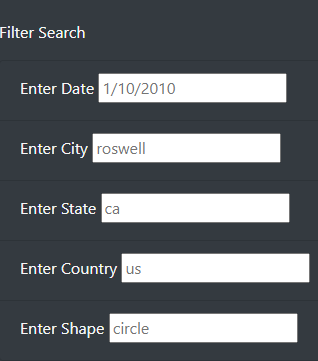 Filter Search
Enter Date 1/10/2010
Enter City roswell
Enter State ca
Enter Country us
Enter Shape circle